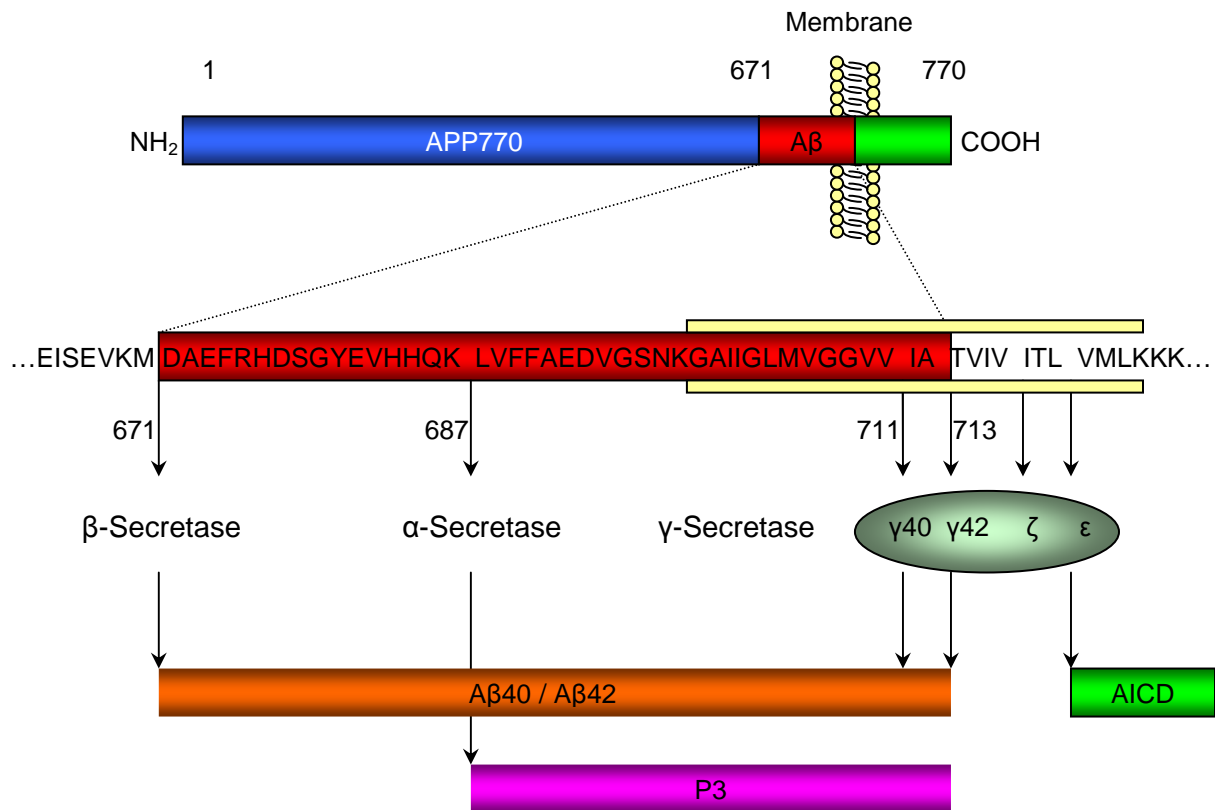 Membrane
1 671 770
NH₂ APP770 Aβ COOH
…EISEVKM DAEFRHDSGYEVHHQK LVFFAEDVGSNKGAIIGLMVGGVV IA TVIV ITL VMLKKK…
671 687 711 713
β-Secretase α-Secretase γ-Secretase γ40 γ42 ζ ε
Aβ40 / Aβ42 AICD
P3